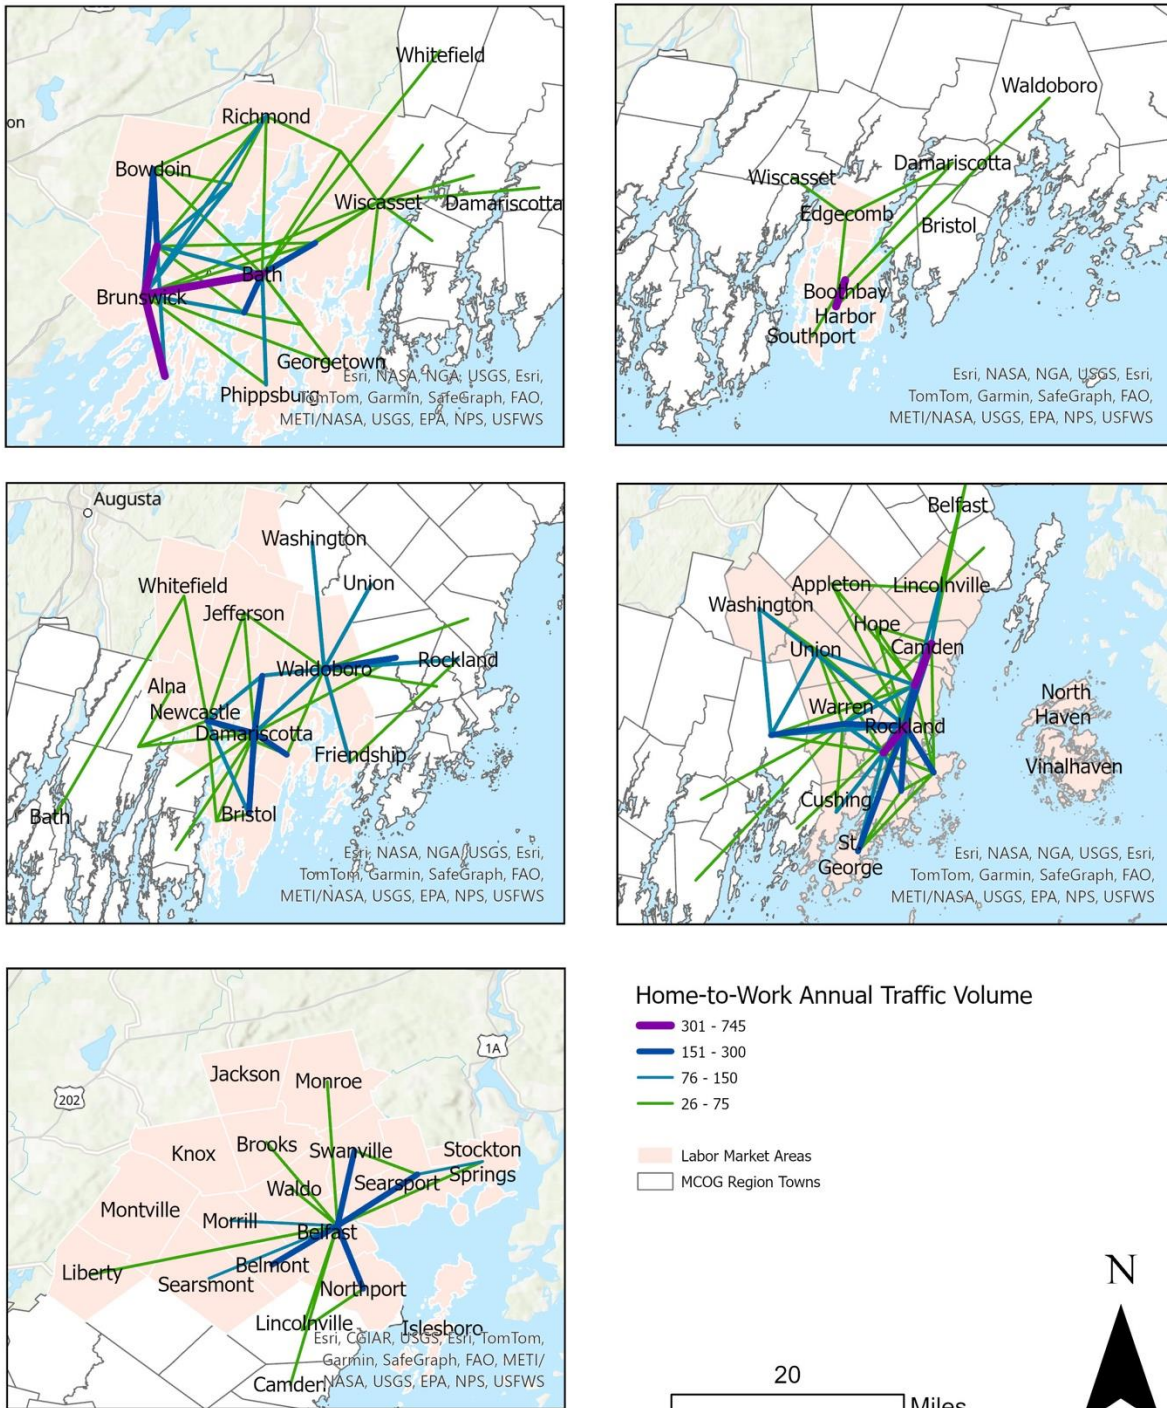 Whitefield
Richmond
on
Bowdoin
Wiscasset
Damariscotta
Bath
Brunswick
Georgetown
Phippsburg
Esri, NASA, NGA, USGS, Esri,
TomTom, Garmin, SafeGraph, FAO,
METI/NASA, USGS, EPA, NPS, USFWS
Waldoboro
Damariscotta
Wiscasset
Edgecomb
Bristol
Boothbay
Harbor
Southport
Esri, NASA, NGA, USGS, Esri,
TomTom, Garmin, SafeGraph, FAO,
METI/NASA, USGS, EPA, NPS, USFWS
Augusta
Washington
Whitefield
Union
Jefferson
Waldoboro
Rockland
Alna
Newcastle
Damariscotta
Friendship
Bath
Bristol
Esri, NASA, NGA, USGS, Esri,
TomTom, Garmin, SafeGraph, FAO,
METI/NASA, USGS, EPA, NPS, USFWS
Belfast
Appleton
Lincolnville
Washington
Hope
Union
Camden
North
Haven
Warren
Rockland
Vinalhaven
Cushing
St
George
Esri, NASA, NGA, USGS, Esri,
TomTom, Garmin, SafeGraph, FAO,
METI/NASA, USGS, EPA, NPS, USFWS
1A
202
Jackson
Monroe
Knox
Brooks
Swanville
Stockton
Springs
Waldo
Searsport
Montville
Morrill
Belfast
Liberty
Belmont
Searsmont
Northport
Lincolnville
Islesboro
Camden
Esri, CGIAR, USGS, Esri, TomTom,
Garmin, SafeGraph, FAO, METI/
NASA, USGS, EPA, NPS, USFWS
Home-to-Work Annual Traffic Volume
301 - 745
151 - 300
76 - 150
26 - 75
Labor Market Areas
MCOG Region Towns
N
20
Miles